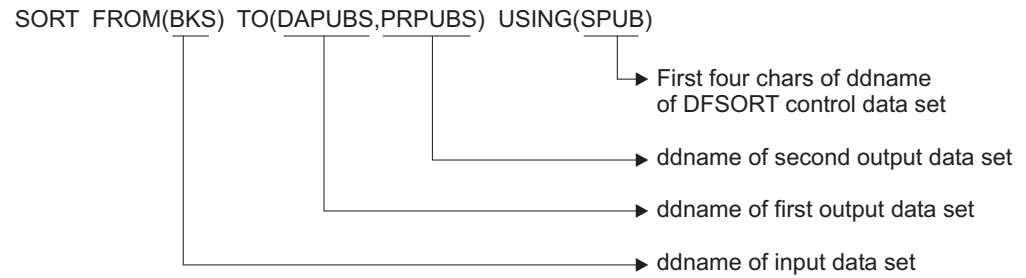 SORT FROM(BKS) TO(DAPUBS,PRPUBS) USING(SPUB)
First four chars of ddname
of DFSORT control data set
ddname of second output data set
ddname of first output data set
ddname of input data set